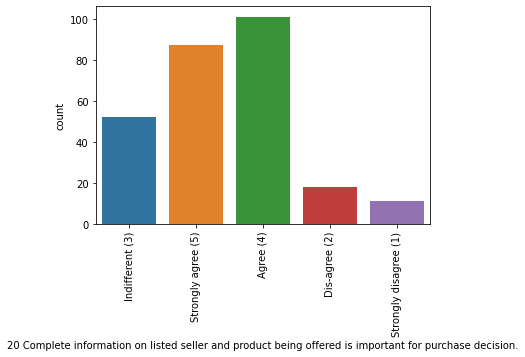 100
80
60
40
20
0
count
Indifferent (3)
Strongly agree (5)
Agree (4)
Dis-agree (2)
Strongly disagree (1)
20 Complete information on listed seller and product being offered is important for purchase decision.